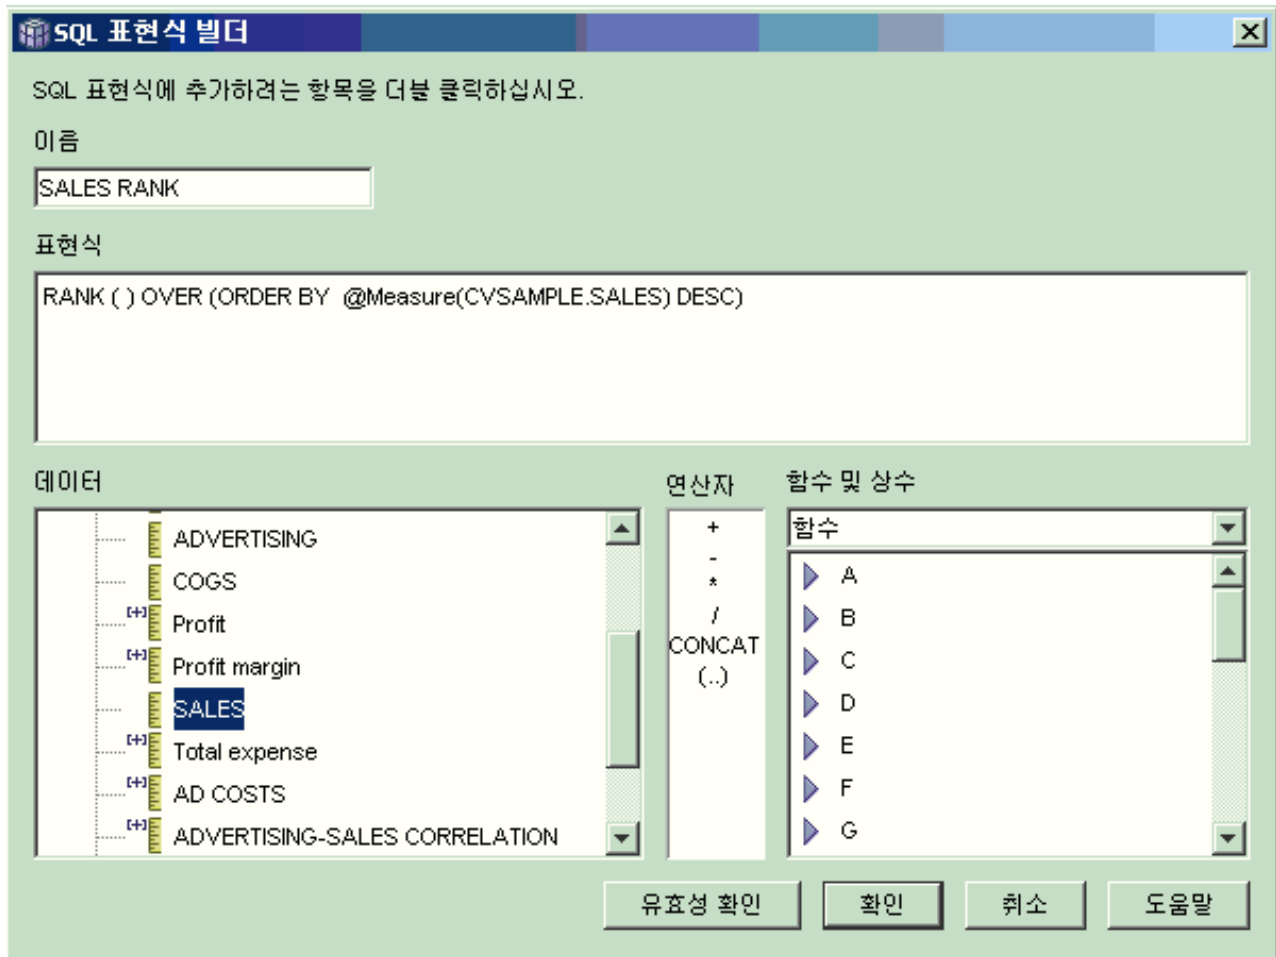 SQL 표현식 빌더
SQL 표현식에 추가하려는 항목을 더블 클릭하십시오.
이름
SALES RANK
표현식
RANK ( ) OVER (ORDER BY  @Measure(CVSAMPLE.SALES) DESC)
데이터
ADVERTISING
COGS
[+] Profit
[+] Profit margin
SALES
[+] Total expense
[+] AD COSTS
[+] ADVERTISING-SALES CORRELATION
연산자
+
-
*
/
CONCAT
(..)
함수 및 상수
함수
A
B
C
D
E
F
G
유효성 확인
확인
취소
도움말